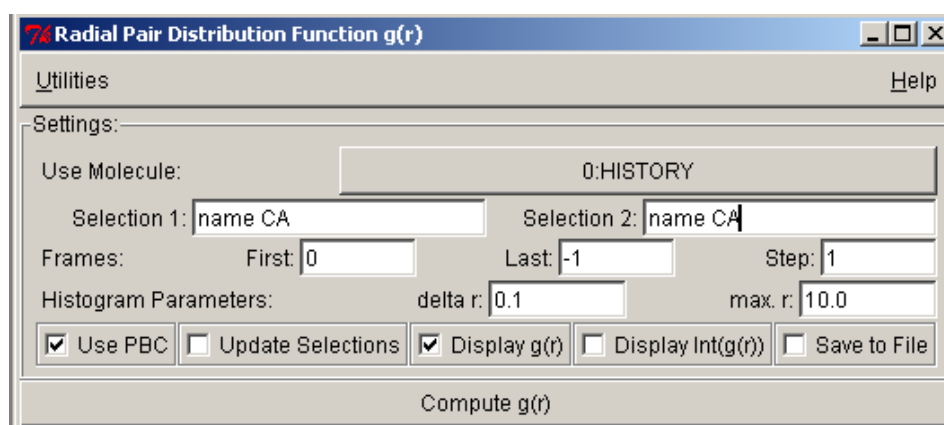 Radial Pair Distribution Function g(r)
Utilities Help
Settings:
Use Molecule: 0:HISTORY
Selection 1: name CA Selection 2: name CA
Frames: First: 0 Last: -1 Step: 1
Histogram Parameters: delta r: 0.1 max. r: 10.0
Use PBC Update Selections Display g(r) Display Int(g(r)) Save to File
Compute g(r)